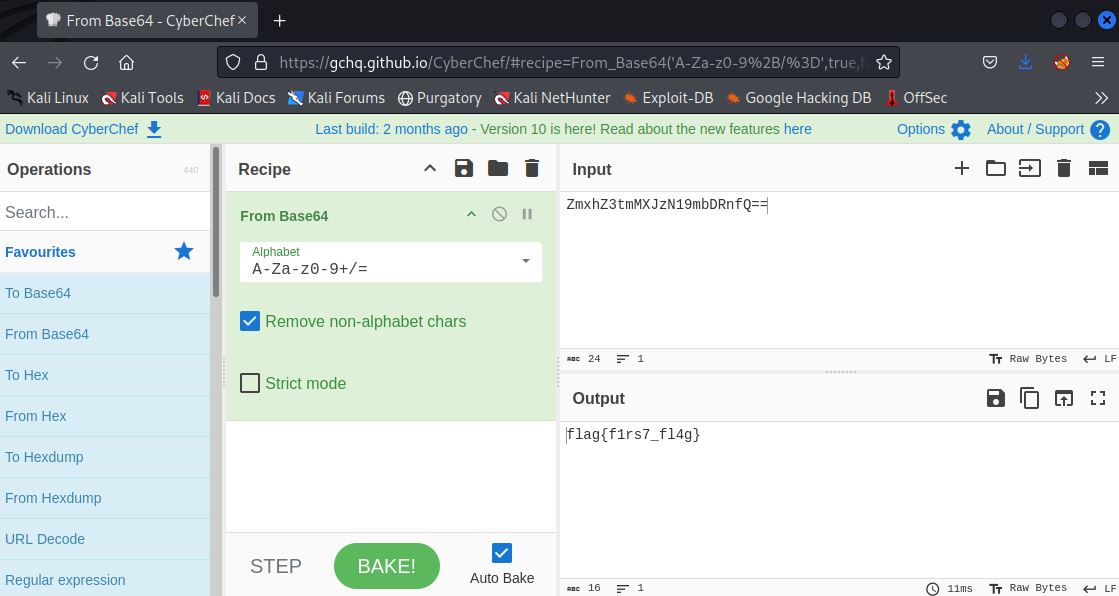 From Base64 - CyberChef
https://gchq.github.io/CyberChef/#recipe=From_Base64('A-Za-z0-9%2B/%3D',true,f
Kali Linux Kali Tools Kali Docs Kali Forums Purgatory Kali NetHunter Exploit-DB Google Hacking DB OffSec
Download CyberChef Last build: 2 months ago - Version 10 is here! Read about the new features here Options About / Support
Operations 440
Search...
Favourites
To Base64
From Base64
To Hex
From Hex
To Hexdump
From Hexdump
URL Decode
Regular expression
Recipe
From Base64
Alphabet
A-Za-z0-9+/=
Remove non-alphabet chars
Strict mode
STEP BAKE! Auto Bake
Input
ZmxhZ3tmMXJzN19mbDRnfQ==
ABC 24 1 Tт Raw Bytes LF
Output
flag{f1rs7_fl4g}
ABC 16 1 11ms Tт Raw Bytes LF